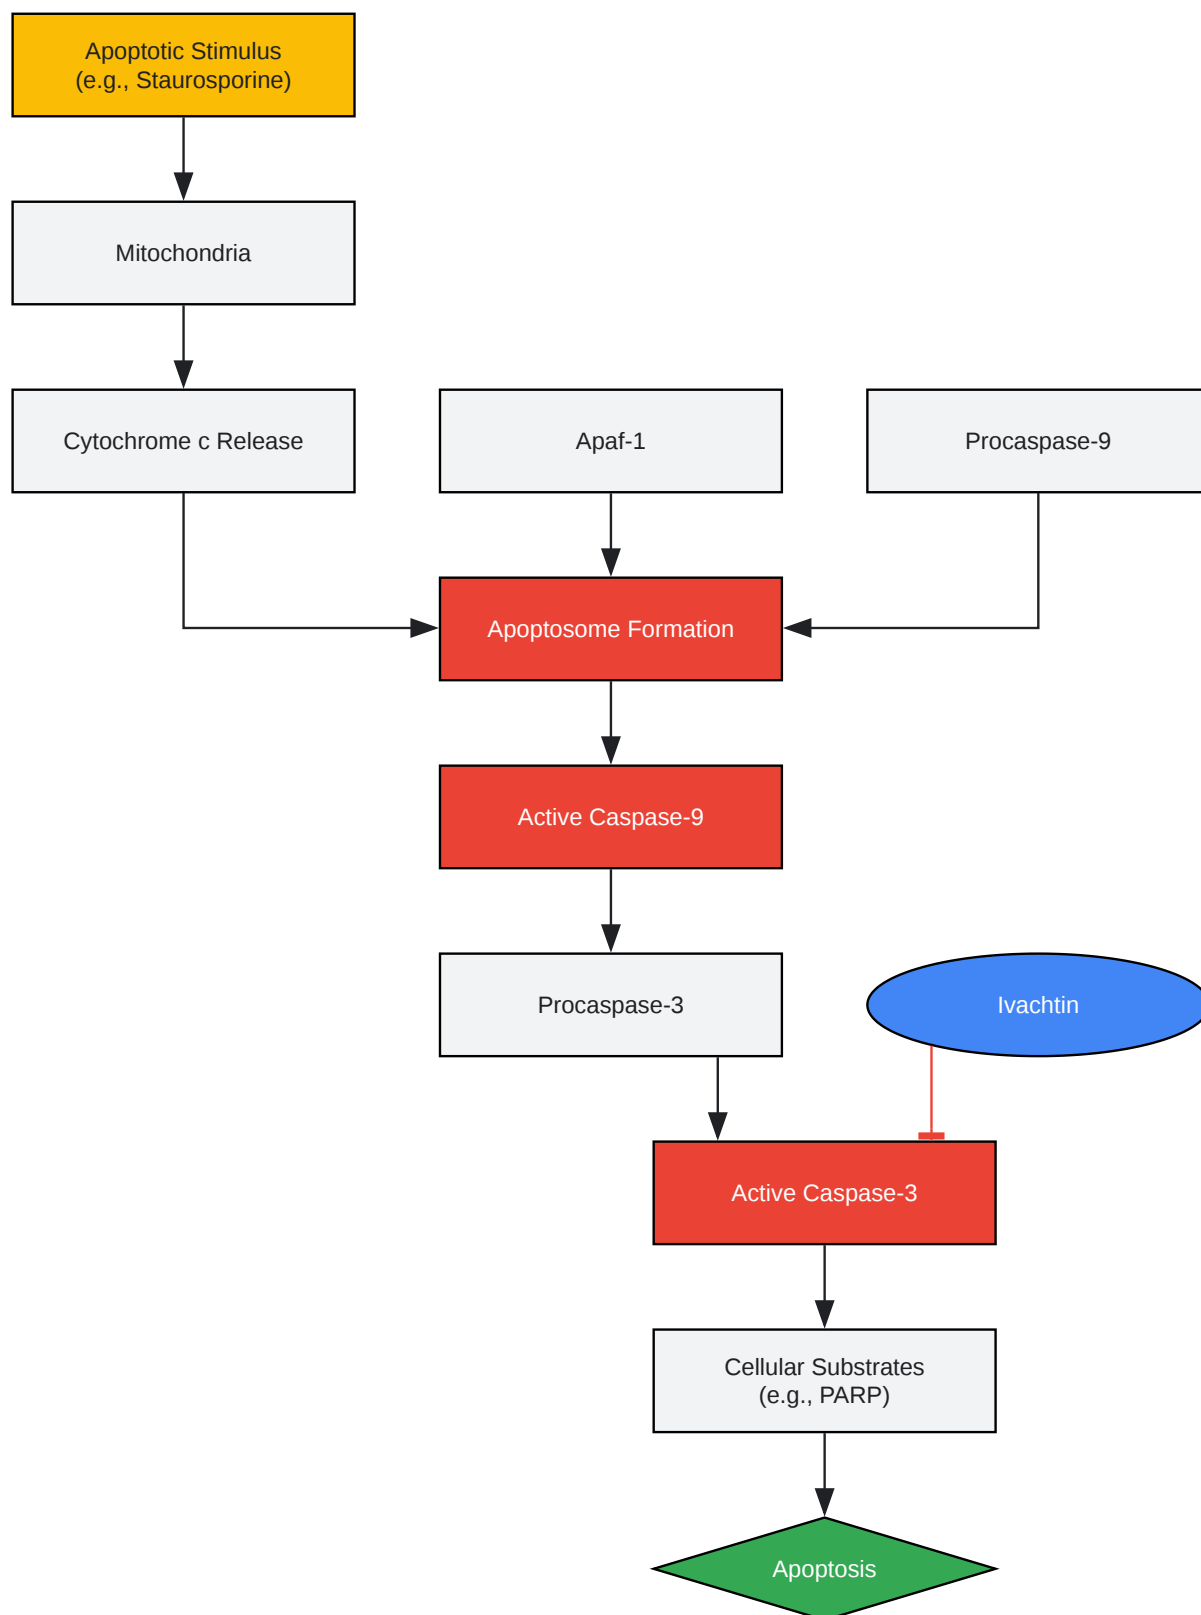 Apoptotic Stimulus
(e.g., Staurosporine)
Mitochondria
Cytochrome c Release
Apaf-1
Procaspase-9
Apoptosome Formation
Active Caspase-9
Procaspase-3
Ivachtin
Active Caspase-3
Cellular Substrates
(e.g., PARP)
Apoptosis